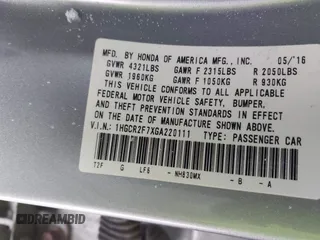 MFD. BY HONDA OF AMERICA MFG., INC. 05/'16
GVWR 4321LBS GAWR F 2315LBS R 2050LBS
GVWR 1960KG GAWR F 1050KG R 930KG
THIS VEHICLE CONFORMS TO ALL APPLICABLE
FEDERAL MOTOR VEHICLE SAFETY, BUMPER,
AND THEFT PREVENTION STANDARDS IN EFFECT
ON THE DATE OF MANUFACTURE SHOWN ABOVE.
V.I.N.: 1HGCR2F7XGA220111 TYPE: PASSENGER CAR
T2F G LF6 - NH830MX - B - A
DREAMBID